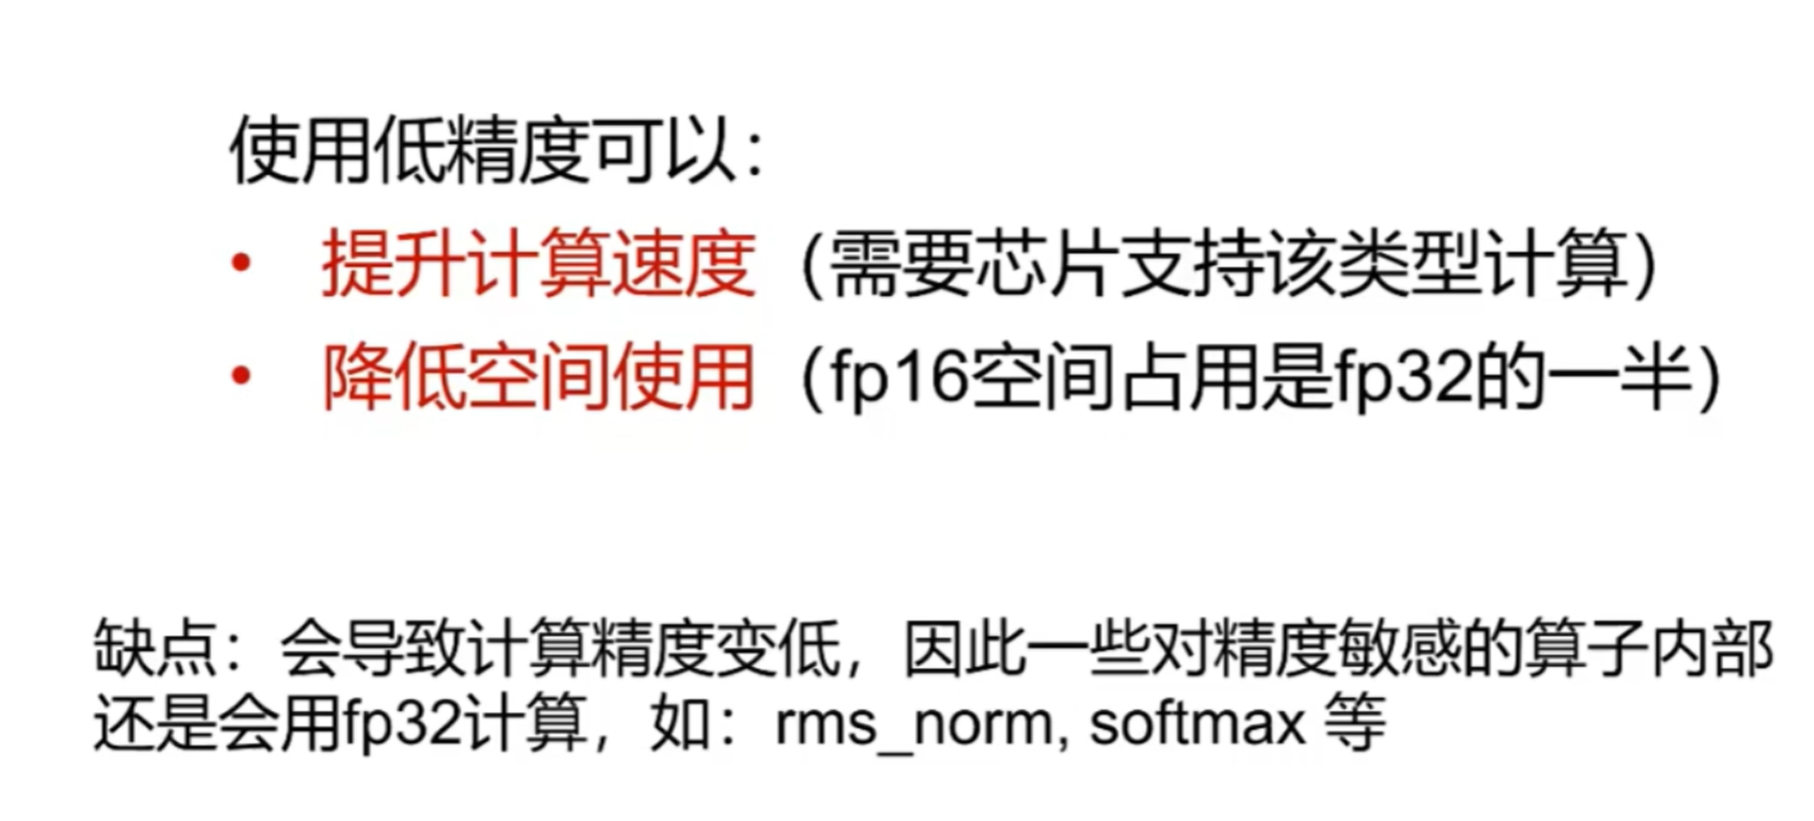 使用低精度可以：
• 提升计算速度（需要芯片支持该类型计算）
• 降低空间使用（fp16空间占用是fp32的一半）
缺点：会导致计算精度变低，因此一些对精度敏感的算子内部
还是会用fp32计算，如：rms_norm, softmax 等